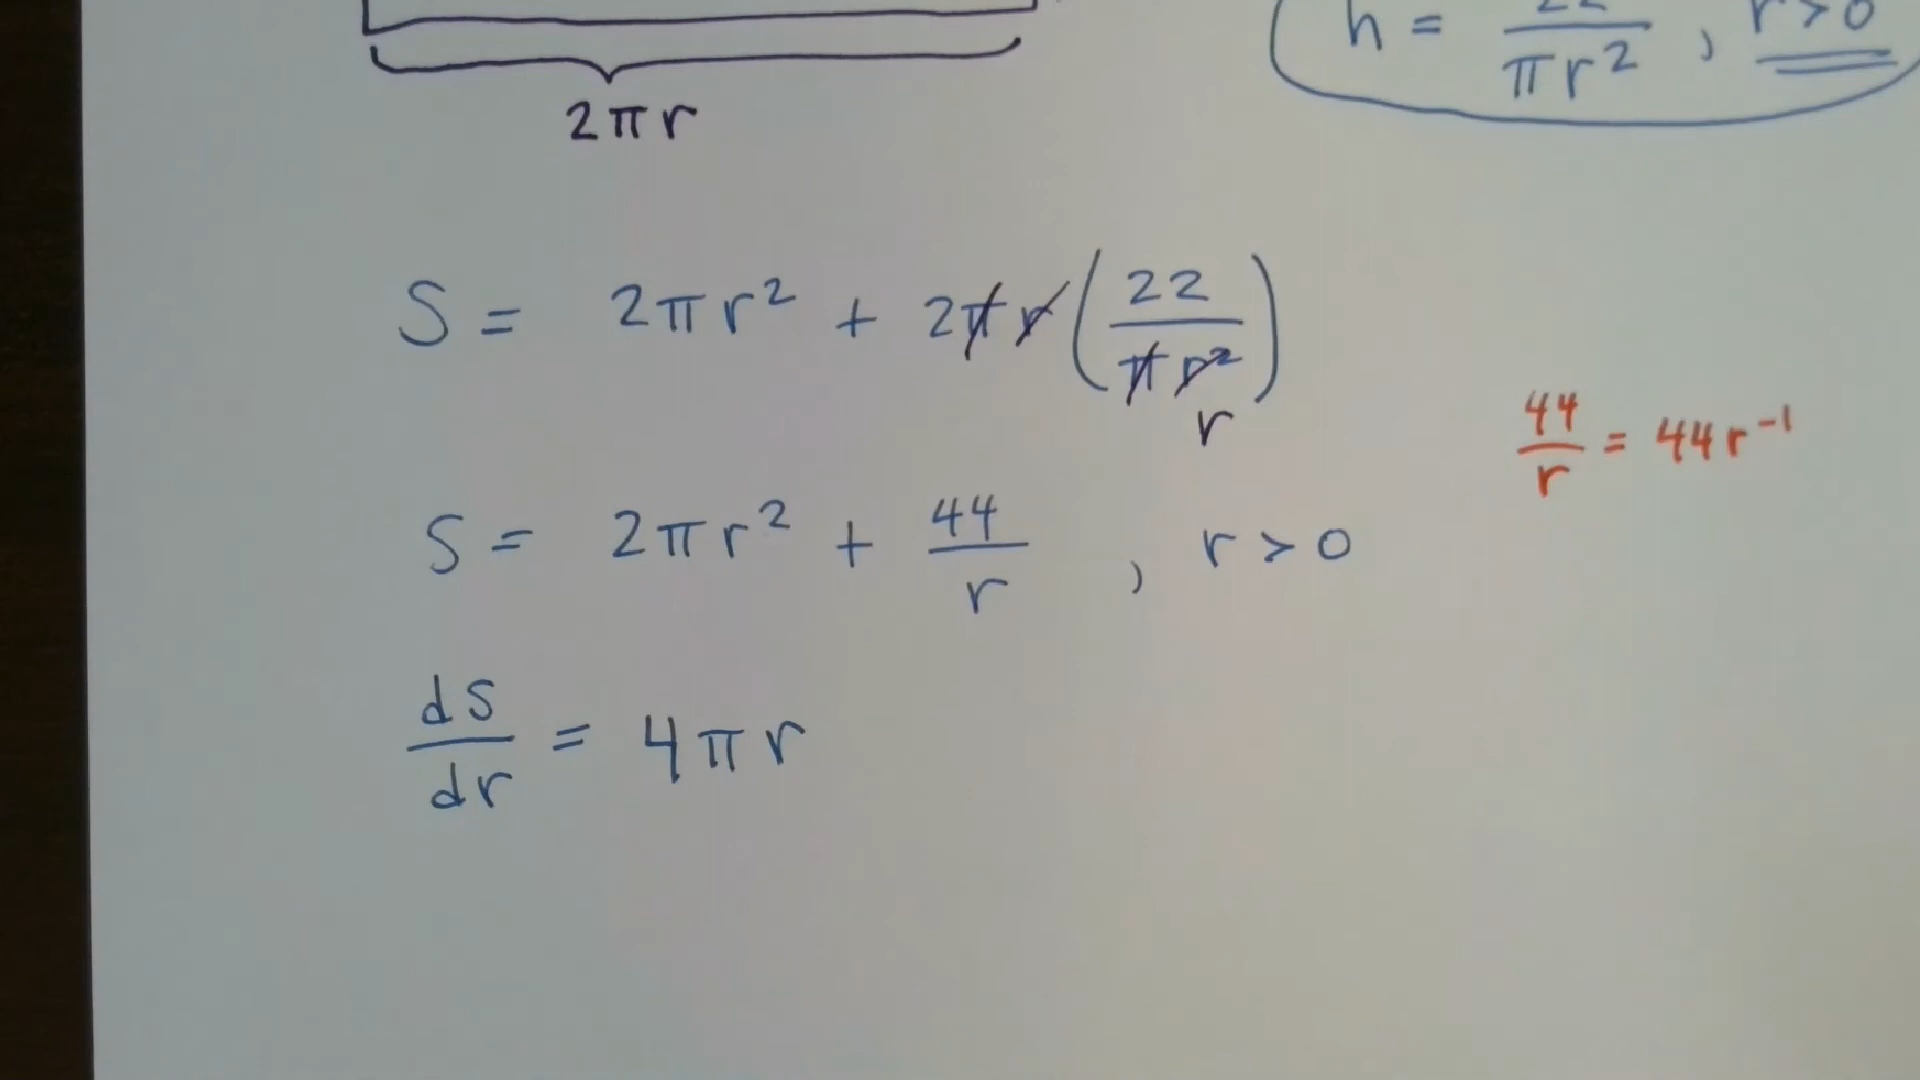 h = 22/πr², r>0
2πr
S = 2πr² + 2πr(22/πr²)
r
44/r = 44r⁻¹
S = 2πr² + 44/r , r > 0
dS/dr = 4πr